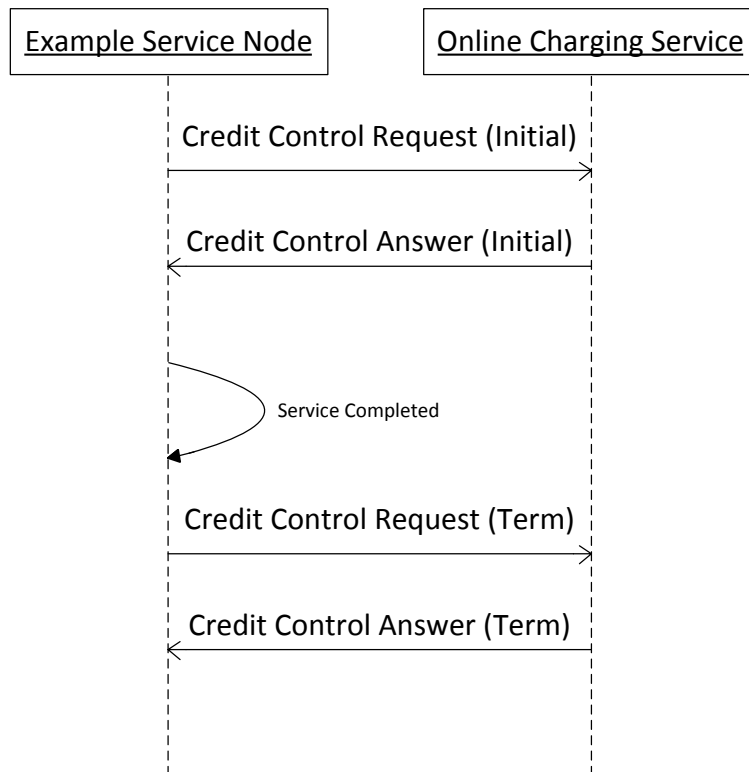 Example Service Node
Online Charging Service
Credit Control Request (Initial)
Credit Control Answer (Initial)
Service Completed
Credit Control Request (Term)
Credit Control Answer (Term)